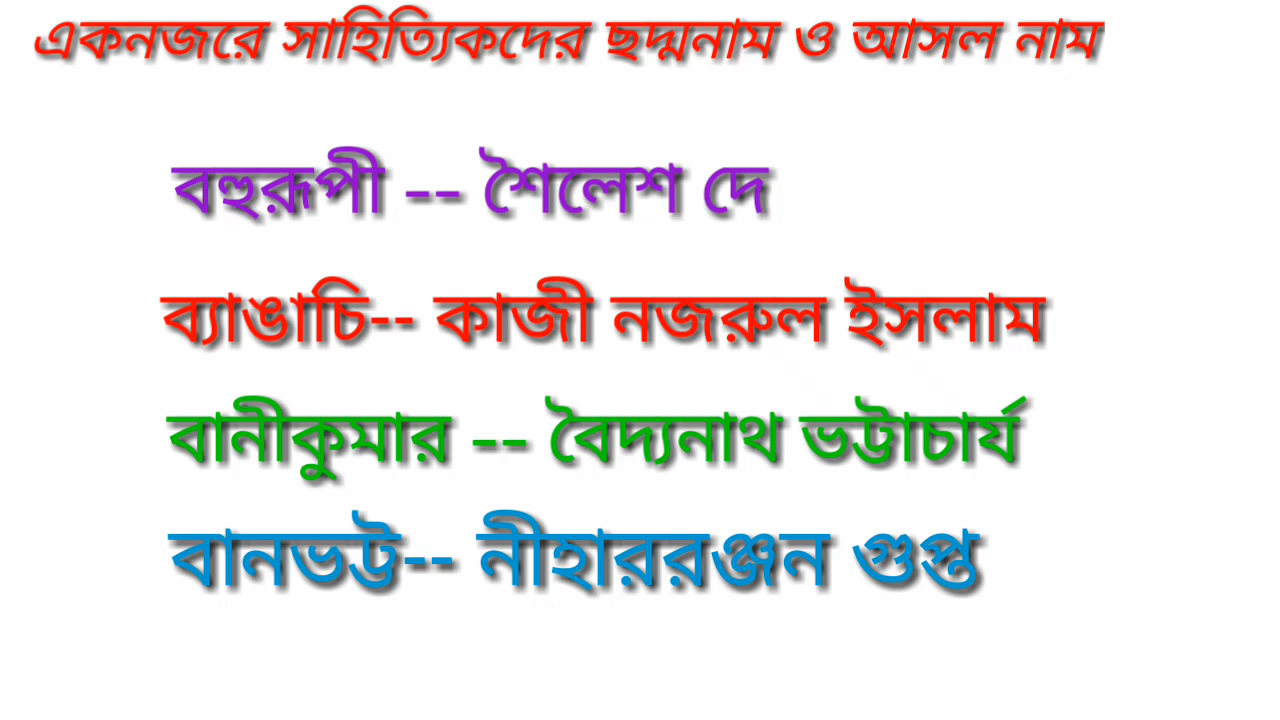 একনজরে সাহিত্যিকদের ছদ্মনাম ও আসল নাম
বহুরূপী -- শৈলেশ দে
ব্যাঙাচি-- কাজী নজরুল ইসলাম
বানীকুমার -- বৈদ্যনাথ ভট্টাচার্য
বানভট্ট-- নীহাররঞ্জন গুপ্ত